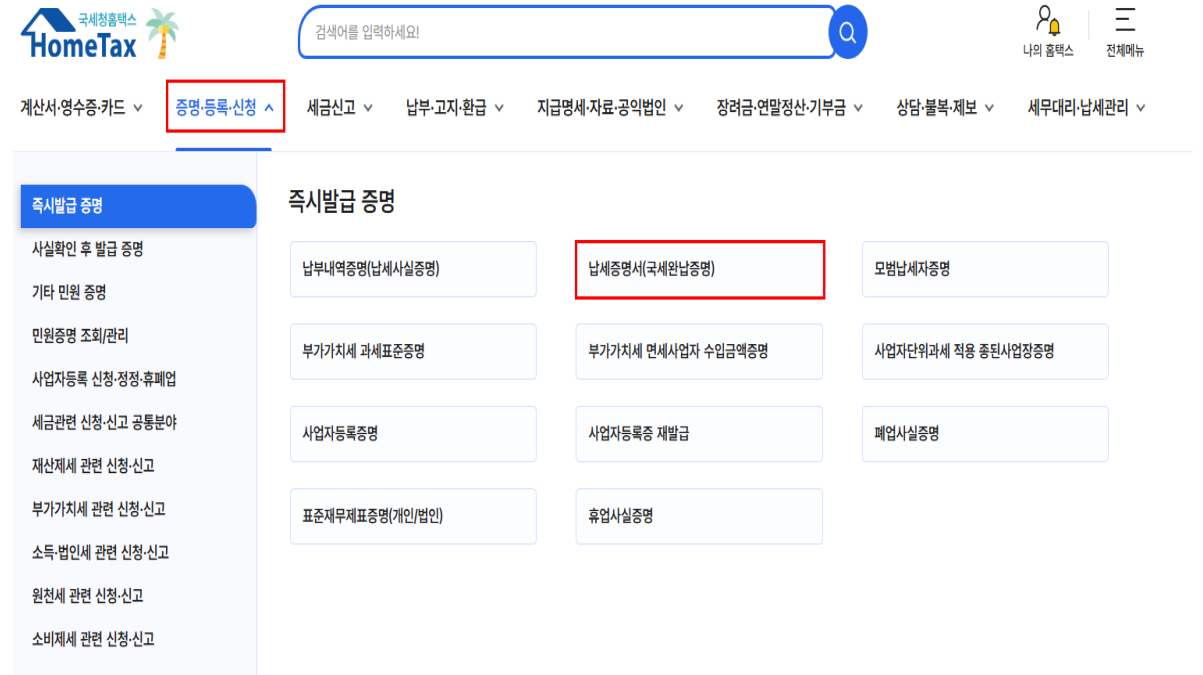 국세청홈택스
HomeTax
검색어를 입력하세요!
나의 홈택스
전체메뉴
계산서·영수증·카드
증명·등록·신청
세금신고
납부·고지·환급
지급명세·자료·공익법인
장려금·연말정산·기부금
상담·불복·제보
세무대리·납세관리
즉시발급 증명
사실확인 후 발급 증명
기타 민원 증명
민원증명 조회/관리
사업자등록 신청·정정·휴폐업
세금관련 신청·신고 공통분야
재산제세 관련 신청·신고
부가가치세 관련 신청·신고
소득·법인세 관련 신청·신고
원천세 관련 신청·신고
소비제세 관련 신청·신고
즉시발급 증명
납부내역증명(납세사실증명)
납세증명서(국세완납증명)
모범납세자증명
부가가치세 과세표준증명
부가가치세 면세사업자 수입금액증명
사업자단위과세 적용 종된사업장증명
사업자등록증명
사업자등록증 재발급
폐업사실증명
표준재무제표증명(개인/법인)
휴업사실증명